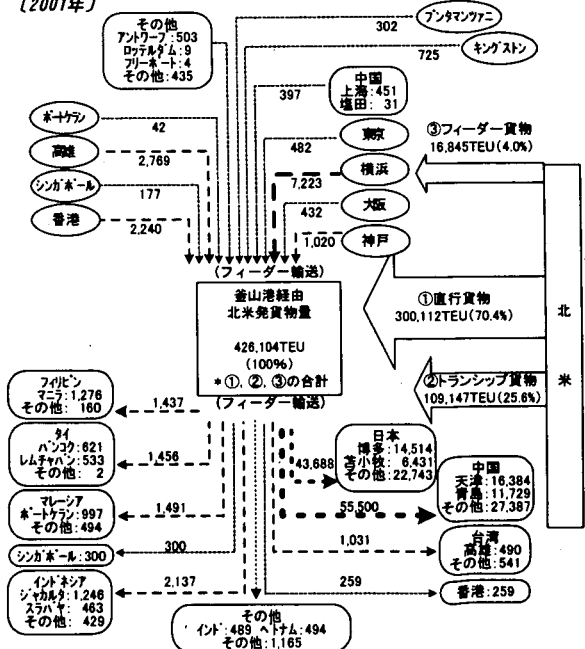 (2001年)
その他
アントワープ:503
ロッテルダム:9
フリーポート:4
その他:435
302
ブンタマンツァニ
725
キングストン
397
中国
上海:451
塩田: 31
ポートケラン
42
高雄
2,769
シンガポール
177
香港
2,240
482
東京
7,223
横浜
432
大阪
1,020
神戸
③フィーダー貨物
16,845TEU(4.0%)
(フィーダー輸送)
釜山港経由
北米発貨物量
426,104TEU
(100%)
*①, ②, ③の合計
(フィーダー輸送)
①直行貨物
300,112TEU(70.4%)
②トランシップ貨物
109,147TEU(25.6%)
北
米
フィリピン
マニラ:1,276
その他: 160
1,437
タイ
バンコク:621
レムチャバン:533
その他: 2
1,456
マレーシア
ポートケラン:997
その他:494
1,491
シンガポール:300
300
インドネシア
ジャカルタ:1,246
スラバヤ: 463
その他: 429
2,137
その他
インド:489 ベトナム:494
その他:1,165
43,688
日本
博多:14,514
苫小牧: 6,431
その他:22,743
55,500
中国
天津:16,384
青島:11,729
その他:27,387
1,031
台湾
高雄:490
その他:541
259
香港:259